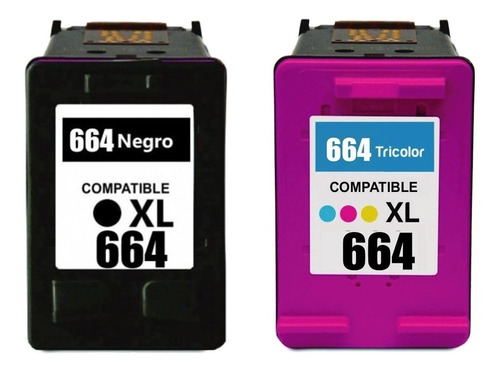 664 Negro
COMPATIBLE
XL
664
664 Tricolor
COMPATIBLE
XL
664